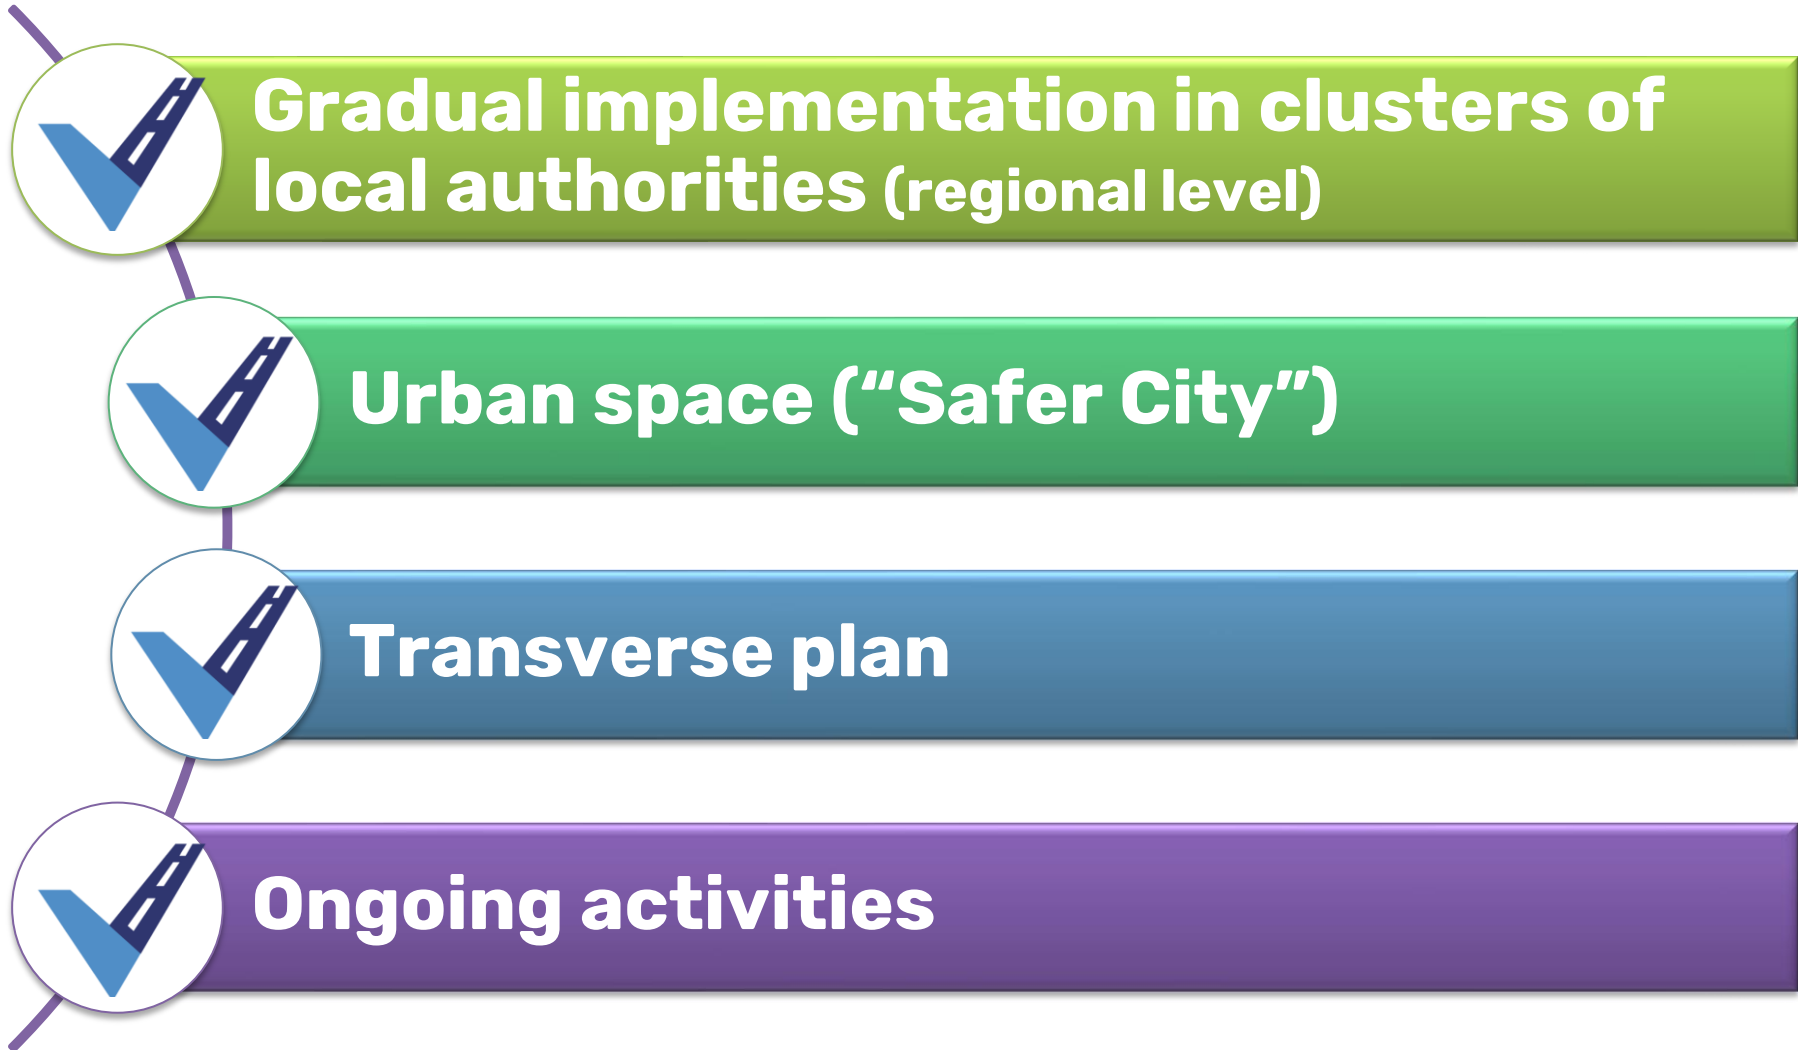 Gradual implementation in clusters of
local authorities (regional level)
Urban space (“Safer City”)
Transverse plan
Ongoing activities